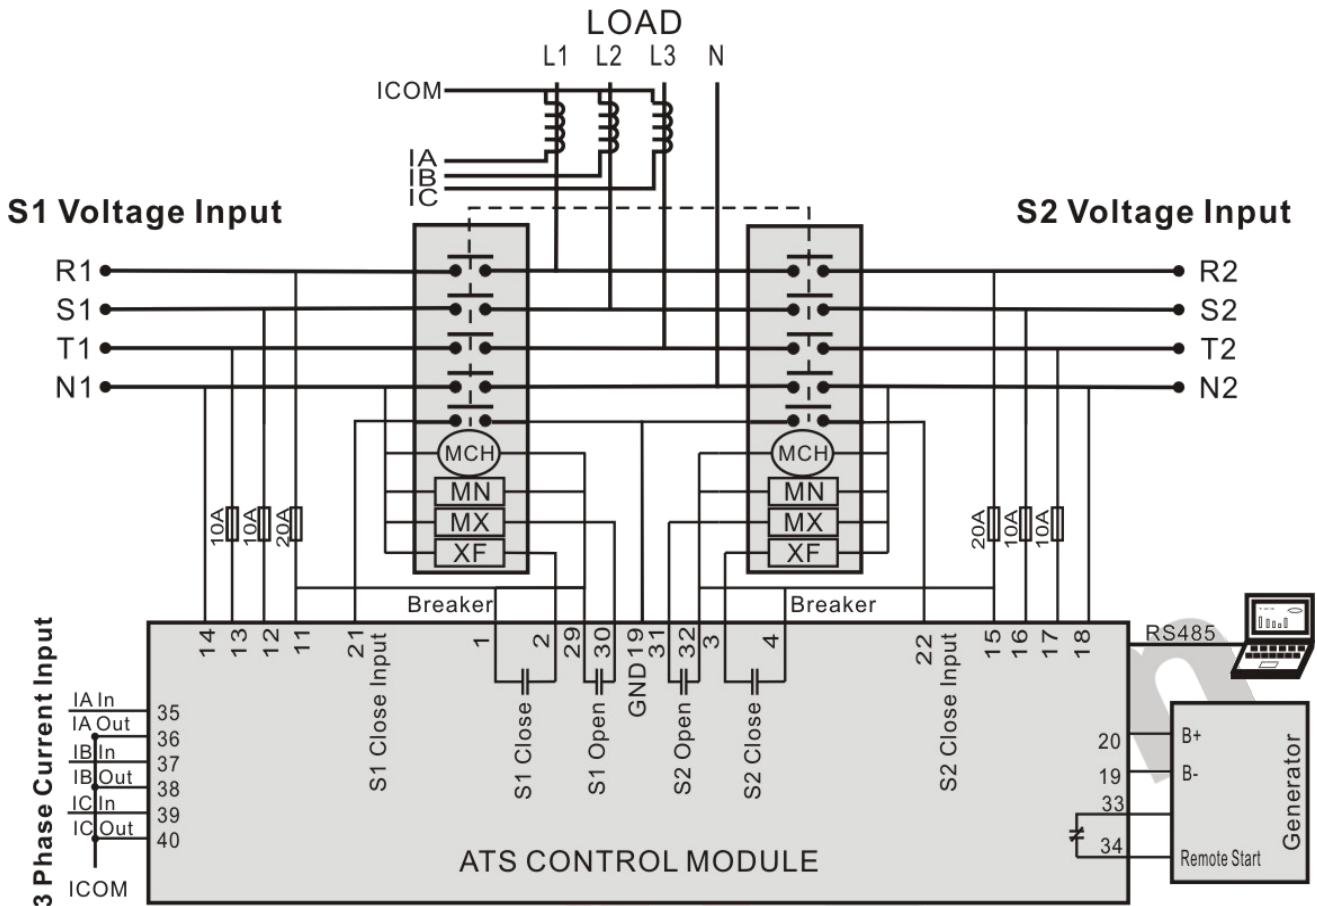 LOAD
L1 L2 L3 N
ICOM
IA
IB
IC
S1 Voltage Input
S2 Voltage Input
R1
R2
S1
S2
T1
T2
N1
N2
MCH
MCH
MN
MN
MX
MX
XF
XF
10A
10A
20A
20A
10A
10A
Breaker
Breaker
14 13 12 11 21 1 2 29 30 19 31 32 3 4 22 15 16 17 18
S1 Close Input
S1 Close
S1 Open
GND
S2 Open
S2 Close
S2 Close Input
RS485
3 Phase Current Input
IA In
35
IA Out
36
IB In
37
IB Out
38
IC In
39
IC Out
40
ICOM
20
B+
19
B-
33
34
Remote Start
Generator
ATS CONTROL MODULE